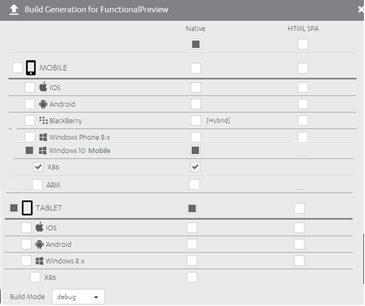 Build Generation for FunctionalPreview
Native HTML SPA
MOBILE
iOS
Android
BlackBerry [Hybrid]
Windows Phone 8.x
Windows 10 Mobile
X86
ARM
TABLET
iOS
Android
Windows 8.x
X86
Build Mode debug